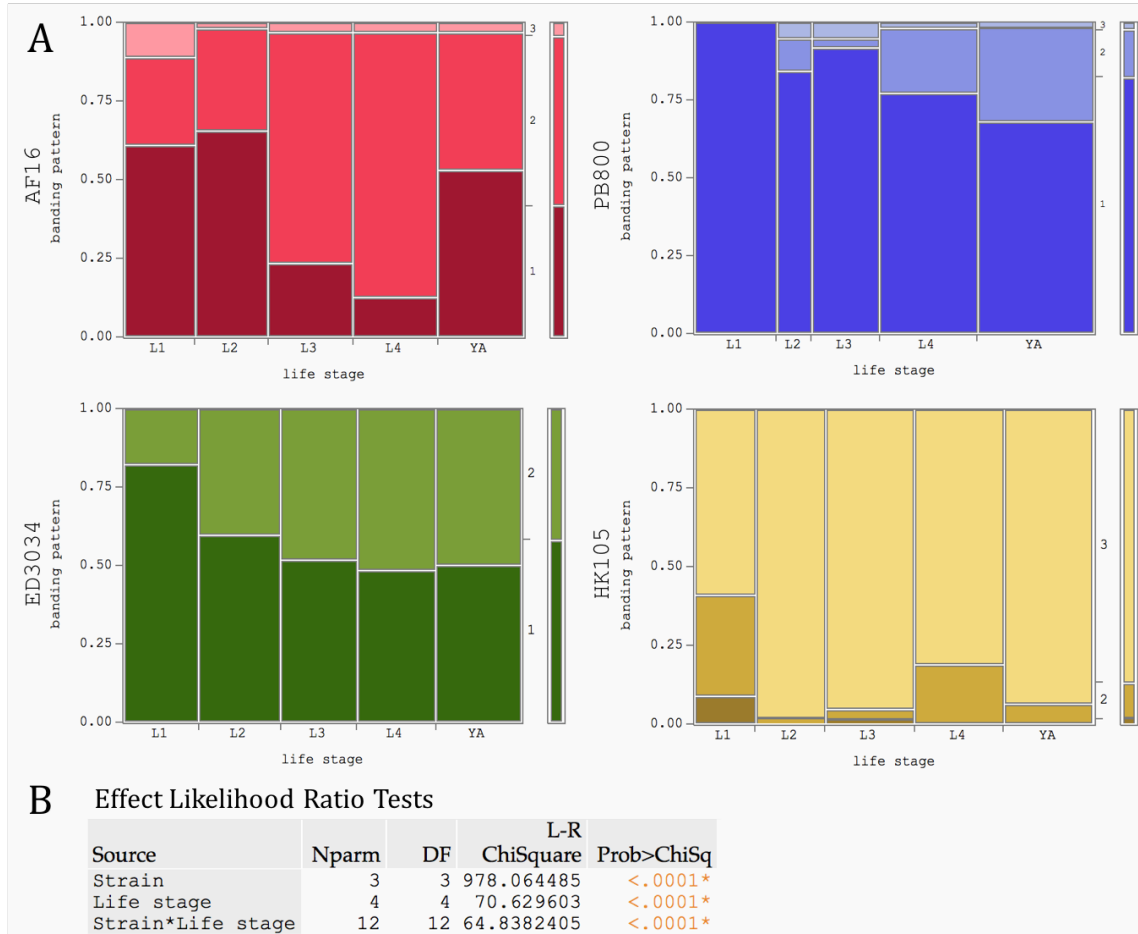 A
AF16
banding pattern
1.00
0.75
0.50
0.25
0.00
L1 L2 L3 L4 YA
life stage
3
2
1
PB800
banding pattern
1.00
0.75
0.50
0.25
0.00
L1 L2 L3 L4 YA
life stage
3
2
1
ED3034
banding pattern
1.00
0.75
0.50
0.25
0.00
L1 L2 L3 L4 YA
life stage
2
1
HK105
banding pattern
1.00
0.75
0.50
0.25
0.00
L1 L2 L3 L4 YA
life stage
3
2
B Effect Likelihood Ratio Tests
L-R
Source Nparm DF ChiSquare Prob>ChiSq
Strain 3 3 978.064485 <.0001*
Life stage 4 4 70.629603 <.0001*
Strain*Life stage 12 12 64.8382405 <.0001*